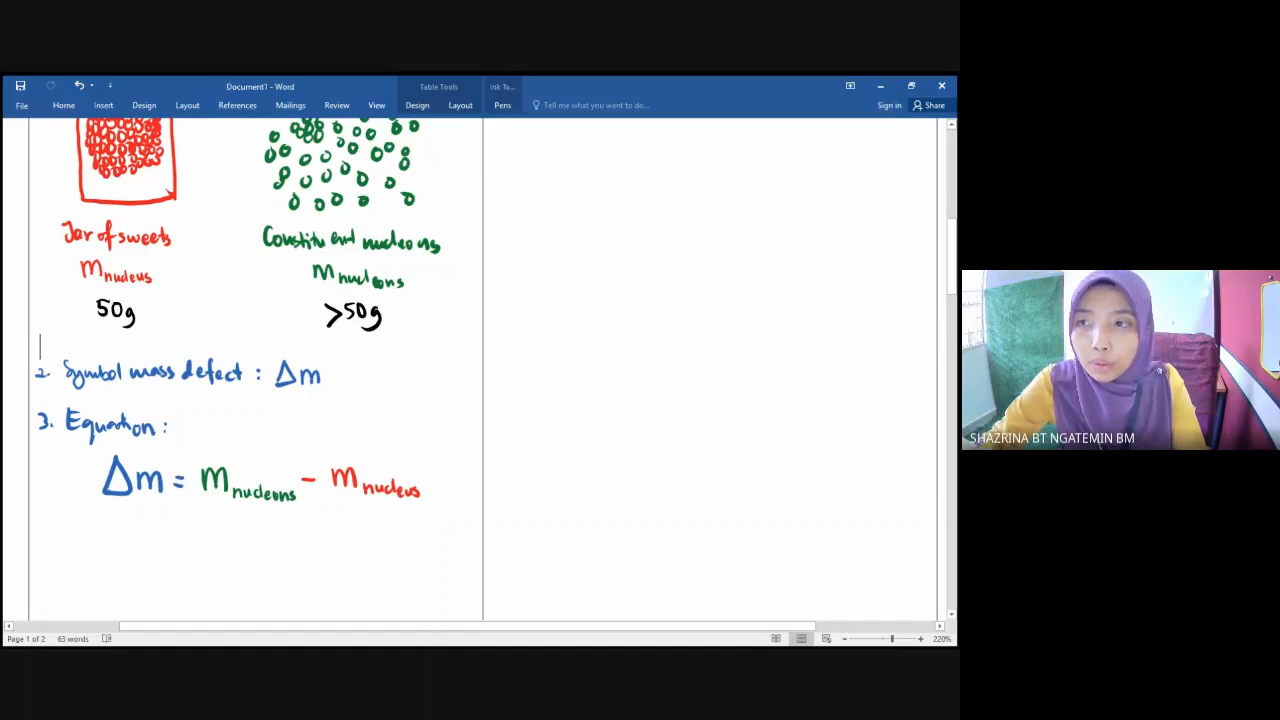 Document1 - Word
Table Tools
Ink To...
File Home Insert Design Layout References Mailings Review View Design Layout Pens Tell me what you want to do... Sign in Share
Jar of sweets
m nucleus
50g
Constituent nucleons
m nucleons
>50g
2. Symbol mass defect : Δm
3. Equation :
Δm = m nucleons - m nucleus
SHAZRINA BT NGATEMIN BM
Page 1 of 2 63 words 220%